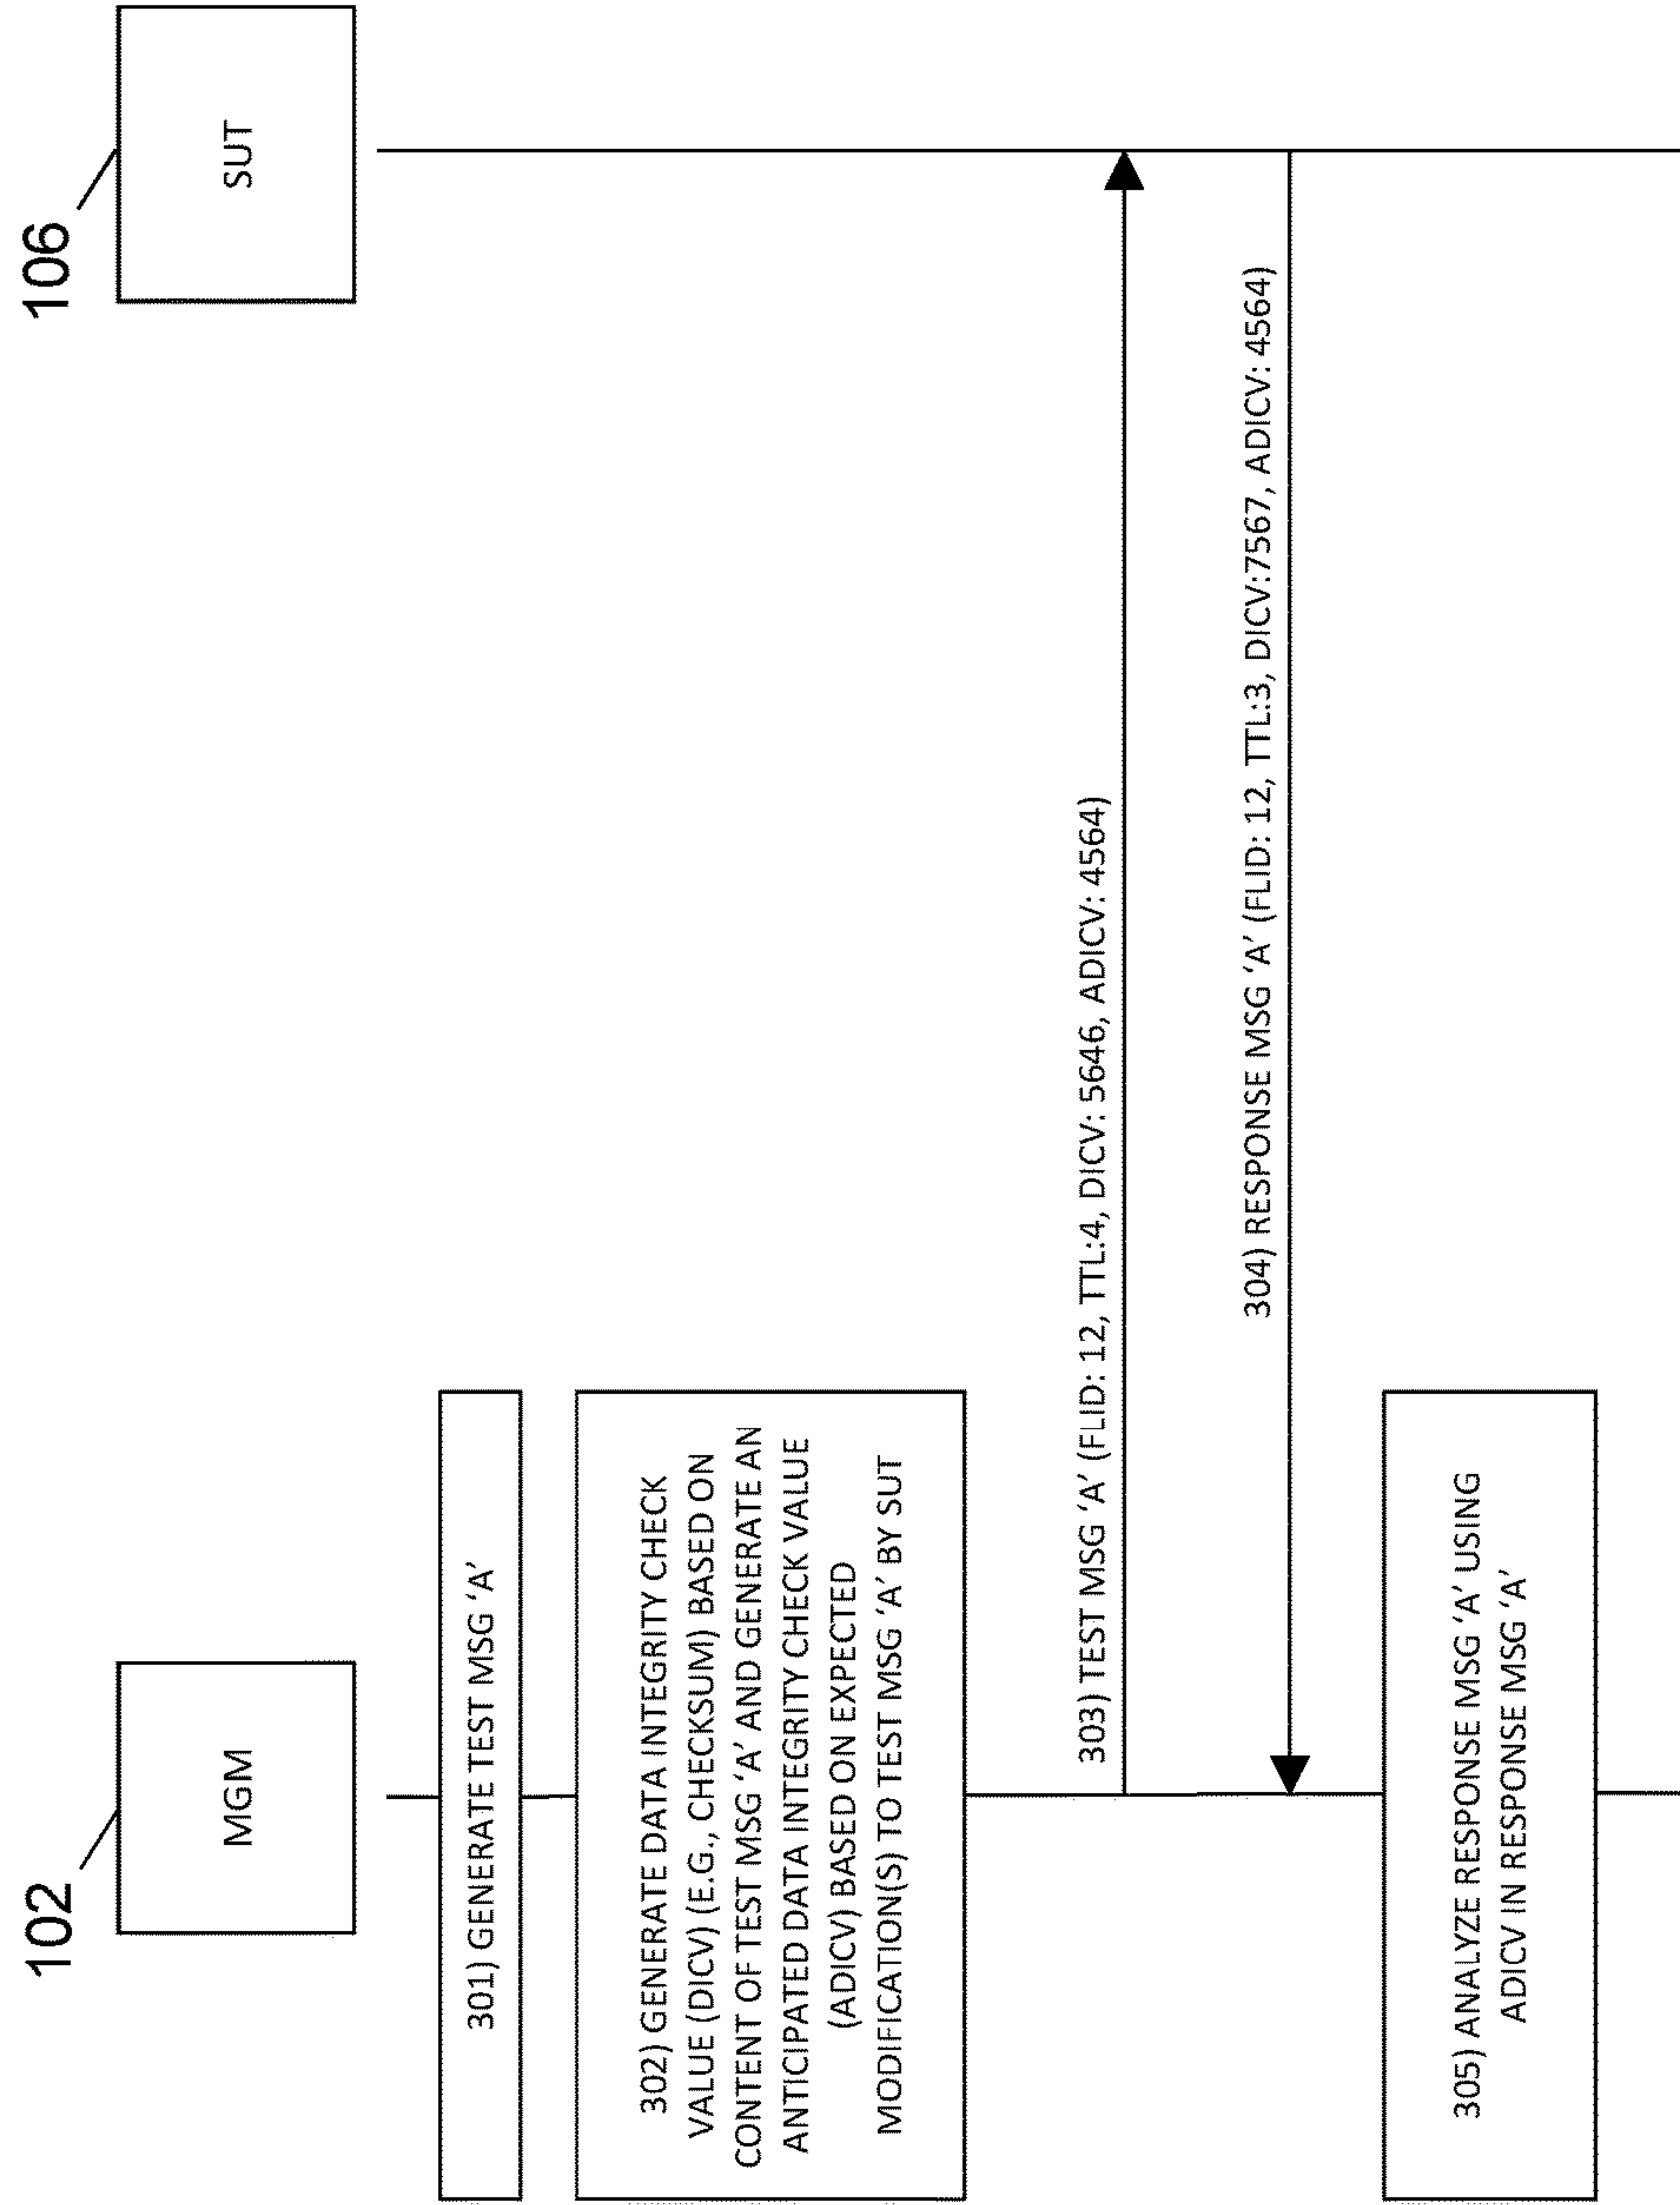 102
MGM
106
SUT
301) GENERATE TEST MSG ‘A’
302) GENERATE DATA INTEGRITY CHECK
VALUE (DICV) (E.G., CHECKSUM) BASED ON
CONTENT OF TEST MSG ‘A’ AND GENERATE AN
ANTICIPATED DATA INTEGRITY CHECK VALUE
(ADICV) BASED ON EXPECTED
MODIFICATION(S) TO TEST MSG ‘A’ BY SUT
303) TEST MSG ‘A’ (FLID: 12, TTL:4, DICV: 5646, ADICV: 4564)
304) RESPONSE MSG ‘A’ (FLID: 12, TTL:3, DICV:7567, ADICV: 4564)
305) ANALYZE RESPONSE MSG ‘A’ USING
ADICV IN RESPONSE MSG ‘A’